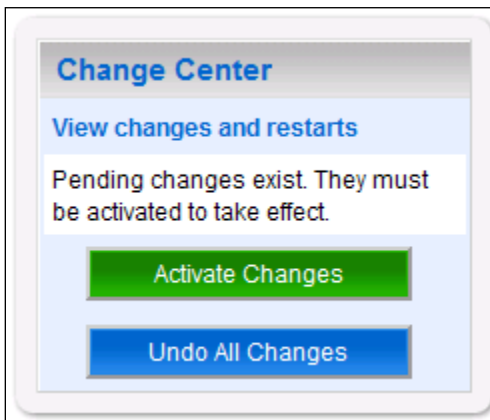 Change Center
View changes and restarts
Pending changes exist. They must
be activated to take effect.
Activate Changes
Undo All Changes